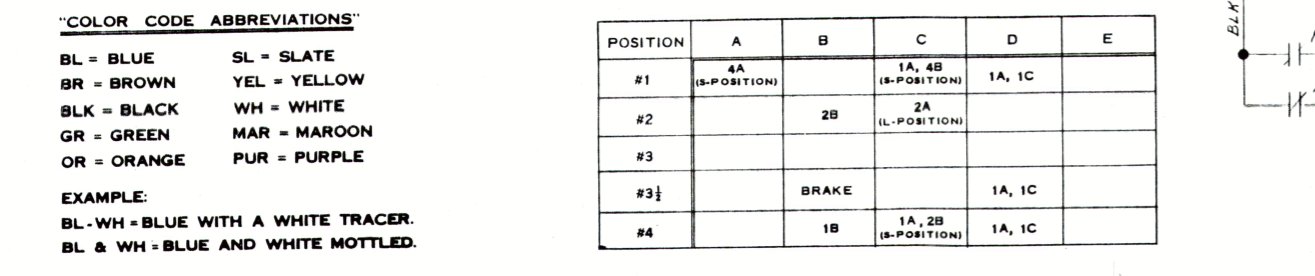 "COLOR CODE ABBREVIATIONS"
BL = BLUE SL = SLATE
BR = BROWN YEL = YELLOW
BLK = BLACK WH = WHITE
GR = GREEN MAR = MAROON
OR = ORANGE PUR = PURPLE
EXAMPLE:
BL-WH = BLUE WITH A WHITE TRACER.
BL & WH = BLUE AND WHITE MOTTLED.
POSITION A B C D E
#1 4A (S-POSITION) 1A, 4B (S-POSITION) 1A, 1C
#2 2B 2A (L-POSITION)
#3
#3½ BRAKE 1A, 1C
#4 1B 1A, 2B (S-POSITION) 1A, 1C
BLK